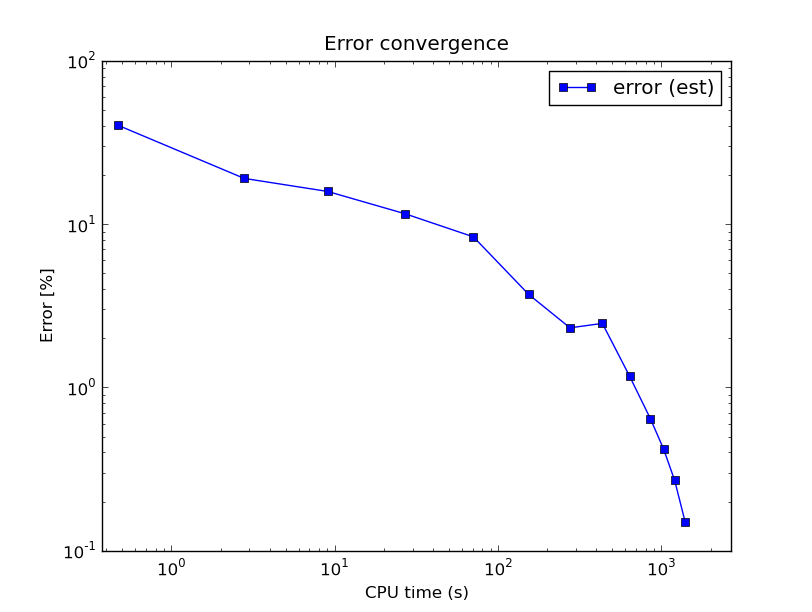 Error convergence
error (est)
10^2
10^1
10^0
10^-1
Error [%]
10^0 10^1 10^2 10^3
CPU time (s)